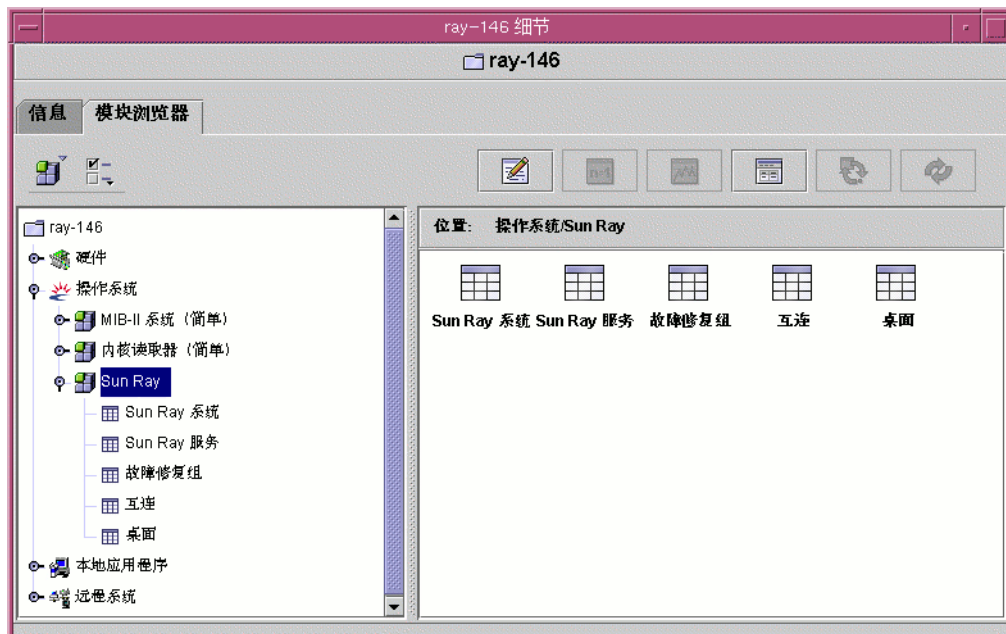 ray-146 细节
ray-146
信息 模块浏览器
n=1
ray-146
硬件
操作系统
MIB-II 系统（简单）
内核读取器（简单）
Sun Ray
Sun Ray 系统
Sun Ray 服务
故障修复组
互连
桌面
本地应用程序
远程系统
位置: 操作系统/Sun Ray
Sun Ray 系统 Sun Ray 服务 故障修复组 互连 桌面